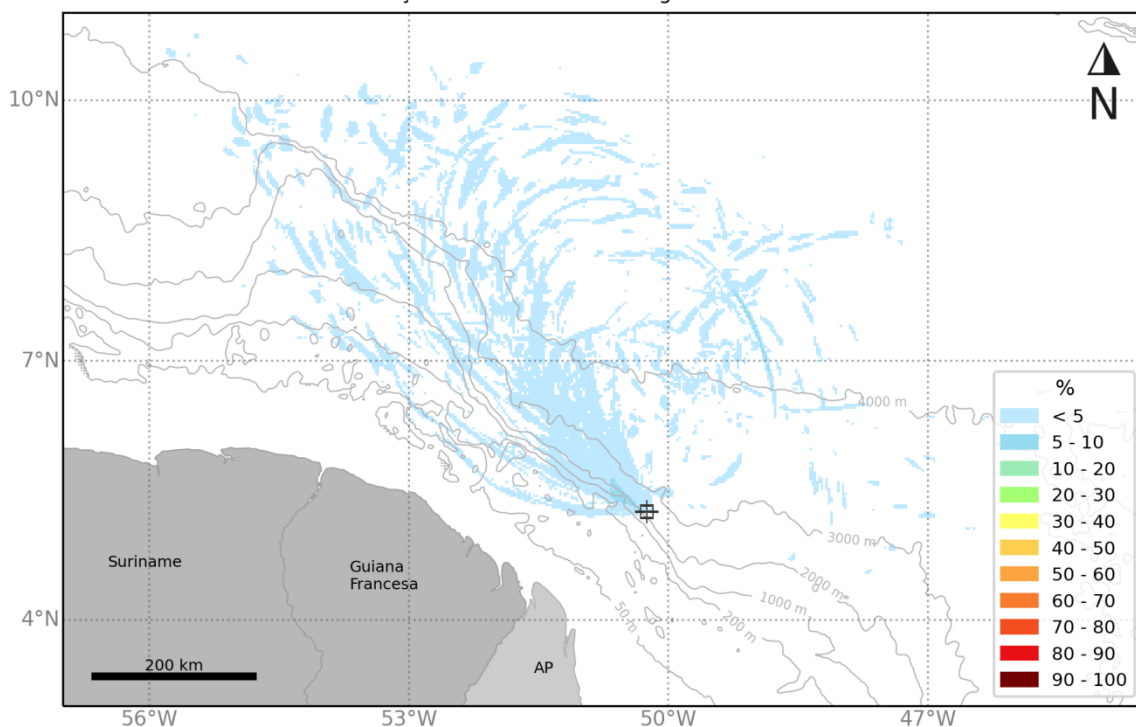 10°N
N
7°N
4°N
56°W
53°W
50°W
47°W
Suriname
Guiana
Francesa
AP
200 km
50 m
200 m
1000 m
2000 m
3000 m
4000 m
%
< 5
5 - 10
10 - 20
20 - 30
30 - 40
40 - 50
50 - 60
60 - 70
70 - 80
80 - 90
90 - 100